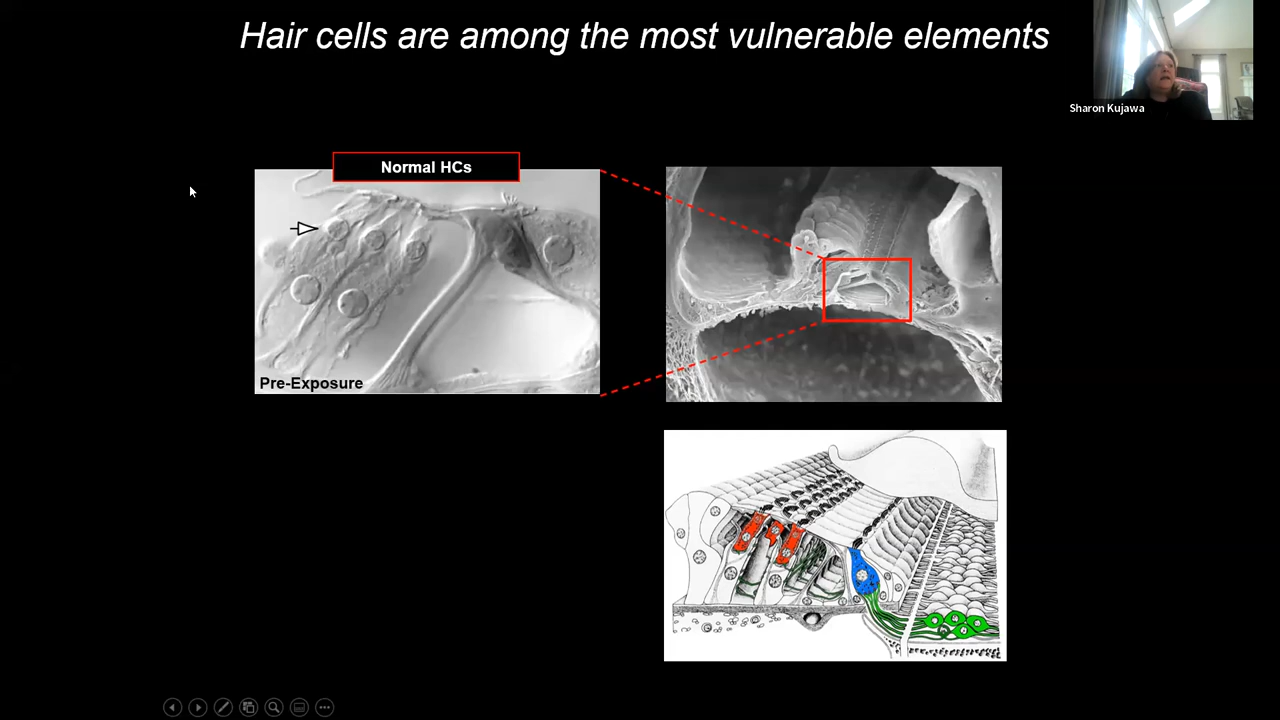 Hair cells are among the most vulnerable elements
Sharon Kujawa
Normal HCs
Pre-Exposure